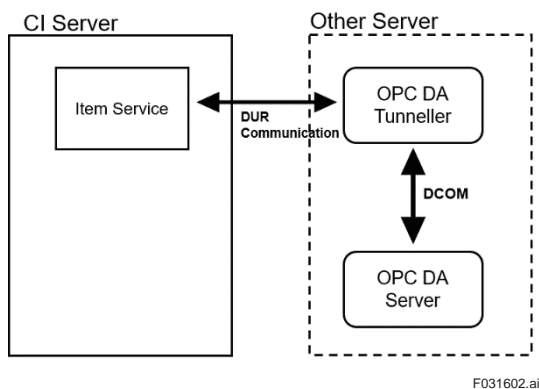 CI Server
Other Server
Item Service
OPC DA
Tunneller
DUR
Communication
DCOM
OPC DA
Server
F031602.ai